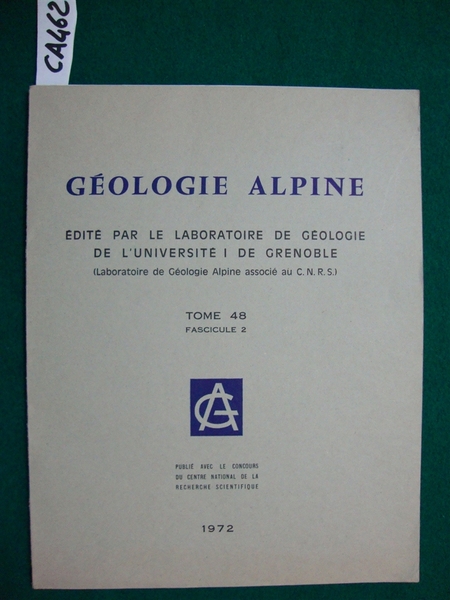 CA462
GÉOLOGIE ALPINE
ÉDITÉ PAR LE LABORATOIRE DE GÉOLOGIE
DE L'UNIVERSITÉ I DE GRENOBLE
(Laboratoire de Géologie Alpine associé au C.N.R.S.)
TOME 48
FASCICULE 2
GA
PUBLIÉ AVEC LE CONCOURS
DU CENTRE NATIONAL DE LA
RECHERCHE SCIENTIFIQUE
1972